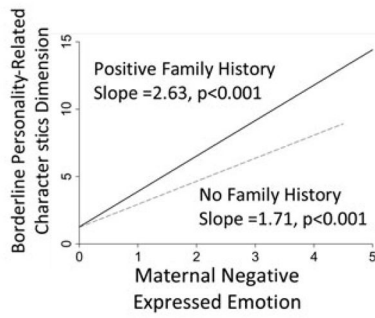 Borderline Personality-Related
Character stics Dimension
15
10
5
0
Positive Family History
Slope =2.63, p<0.001
No Family History
Slope =1.71, p<0.001
0 1 2 3 4 5
Maternal Negative
Expressed Emotion